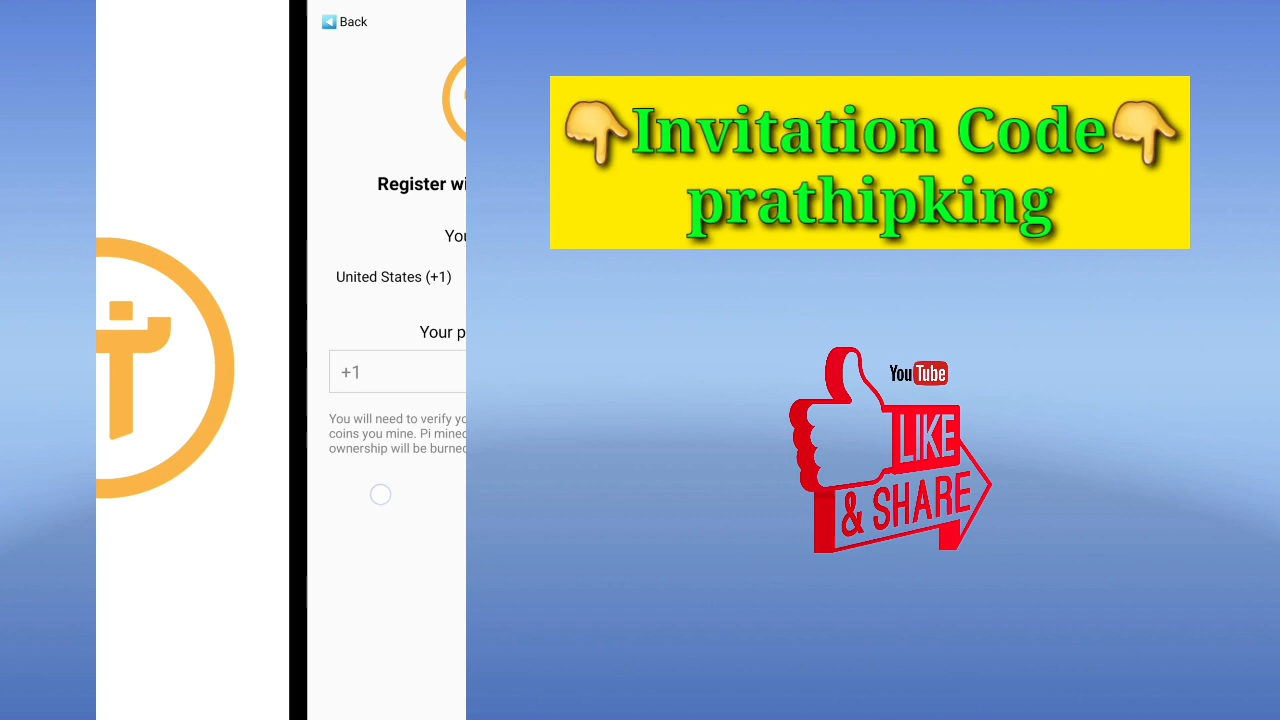 Back
Register wi
You
United States (+1)
Your p
+1
You will need to verify yo
coins you mine. Pi mined
ownership will be burned
👇Invitation Code👇
prathipking
YouTube
LIKE
& SHARE